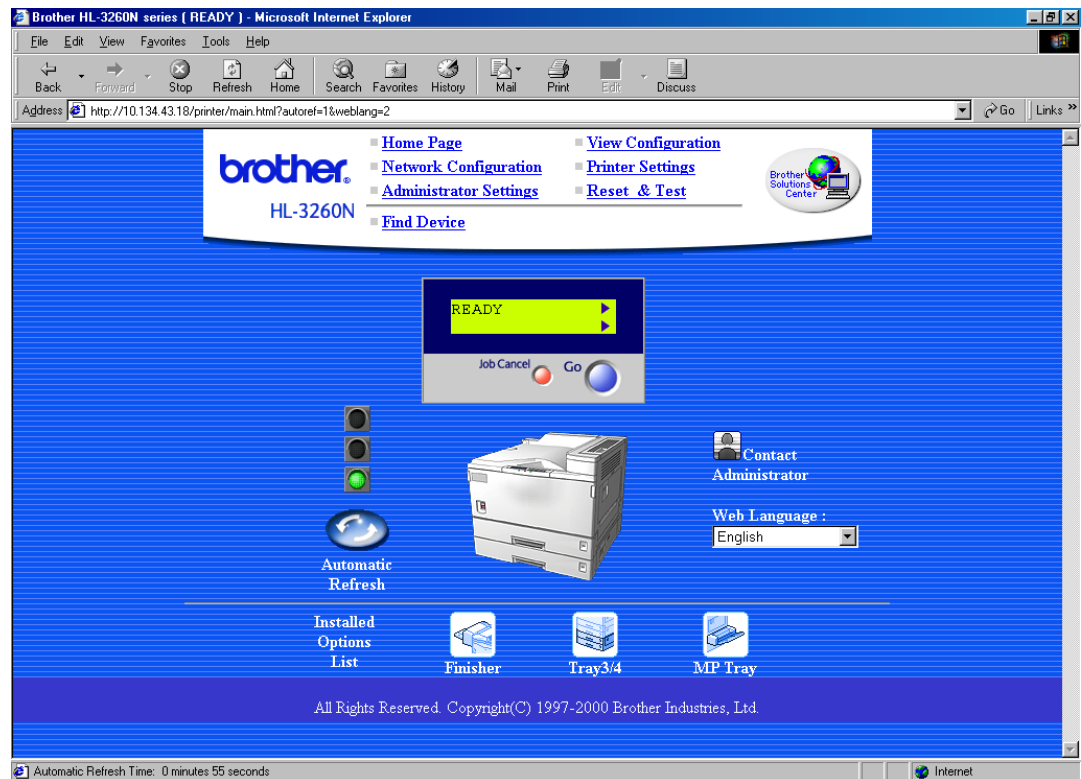 Brother HL-3260N series ( READY ) - Microsoft Internet Explorer
File Edit View Favorites Tools Help
Back Forward Stop Refresh Home Search Favorites History Mail Print Edit Discuss
Address http://10.134.43.18/printer/main.html?autoref=1&weblang=2 Go Links »
brother.
HL-3260N
Home Page View Configuration
Network Configuration Printer Settings
Administrator Settings Reset & Test
Find Device
Brother
Solutions
Center
READY
Job Cancel Go
Contact
Administrator
Web Language :
English
Automatic
Refresh
Installed
Options
List
Finisher Tray3/4 MP Tray
All Rights Reserved. Copyright(C) 1997-2000 Brother Industries, Ltd.
Automatic Refresh Time: 0 minutes 55 seconds Internet